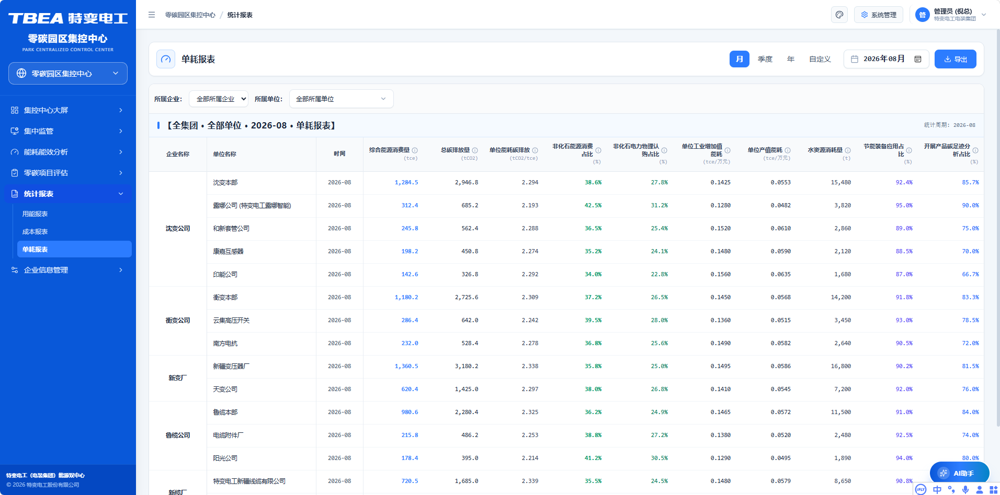 TBEA 特变电工
零碳园区集控中心
PARK CENTRALIZED CONTROL CENTER
零碳园区集控中心
集控中心大屏
集中监管
能耗能效分析
零碳项目评估
统计报表
用能报表
成本报表
单耗报表
企业信息管理
特变电工（电装集团）能源双中心
© 2026 特变电工股份有限公司
零碳园区集控中心 / 统计报表
系统管理
管 管理员 (倪总)
特变电工电装集团
单耗报表
月 季度 年 自定义 2026年08月 导出
所属企业： 全部所属企业 所属单位： 全部所属单位
【全集团 • 全部单位 • 2026-08 • 单耗报表】 统计周期: 2026-08
企业名称 单位名称 时间 综合能源消费量 (tce) 总碳排放量 (tCO2) 单位能耗碳排放 (tCO2/tce) 非化石能源消费占比 (%) 非化石电力物理认购占比 (%) 单位工业增加值能耗 (tce/万元) 单位产值能耗 (tce/万元) 水资源消耗量 (t) 节能装备应用占比 (%) 开展产品碳足迹分析占比 (%)
沈变公司
沈变本部 2026-08 1,284.5 2,946.8 2.294 38.6% 27.8% 0.1425 0.0553 15,480 92.4% 85.7%
露娜公司 (特变电工露娜智能) 2026-08 312.4 685.2 2.193 42.5% 31.2% 0.1280 0.0482 3,820 95.0% 90.0%
和新套管公司 2026-08 245.8 562.4 2.288 36.5% 25.4% 0.1520 0.0610 2,860 89.0% 75.0%
康嘉互感器 2026-08 198.2 450.8 2.274 35.2% 24.1% 0.1480 0.0590 2,120 88.5% 70.0%
印能公司 2026-08 142.6 326.8 2.292 34.0% 22.8% 0.1560 0.0635 1,680 87.0% 66.7%
衡变公司
衡变本部 2026-08 1,180.2 2,725.6 2.309 37.2% 26.5% 0.1450 0.0568 14,200 91.8% 83.3%
云集高压开关 2026-08 286.4 642.0 2.242 39.5% 28.0% 0.1360 0.0515 3,450 93.0% 78.5%
南方电抗 2026-08 232.0 528.4 2.278 36.8% 25.6% 0.1490 0.0582 2,640 90.5% 72.0%
新变厂
新疆变压器厂 2026-08 1,360.5 3,180.2 2.338 35.8% 25.0% 0.1495 0.0586 16,800 90.2% 81.5%
天变公司 2026-08 620.4 1,425.0 2.297 38.0% 26.8% 0.1410 0.0545 7,200 92.0% 76.0%
鲁缆公司
鲁缆本部 2026-08 980.6 2,280.4 2.325 36.2% 24.9% 0.1465 0.0572 11,500 91.0% 84.0%
电缆附件厂 2026-08 215.8 486.2 2.253 38.8% 27.2% 0.1380 0.0520 2,480 92.5% 74.0%
阳光公司 2026-08 178.4 395.0 2.214 41.2% 30.5% 0.1290 0.0495 1,890 94.0% 80.0%
新缆厂
特变电工新疆线缆有限公司 2026-08 720.5 1,685.0 2.339 35.5% 24.5% 0.1480 0.0579 8,650 90.8%
AI助手
iFLY 中